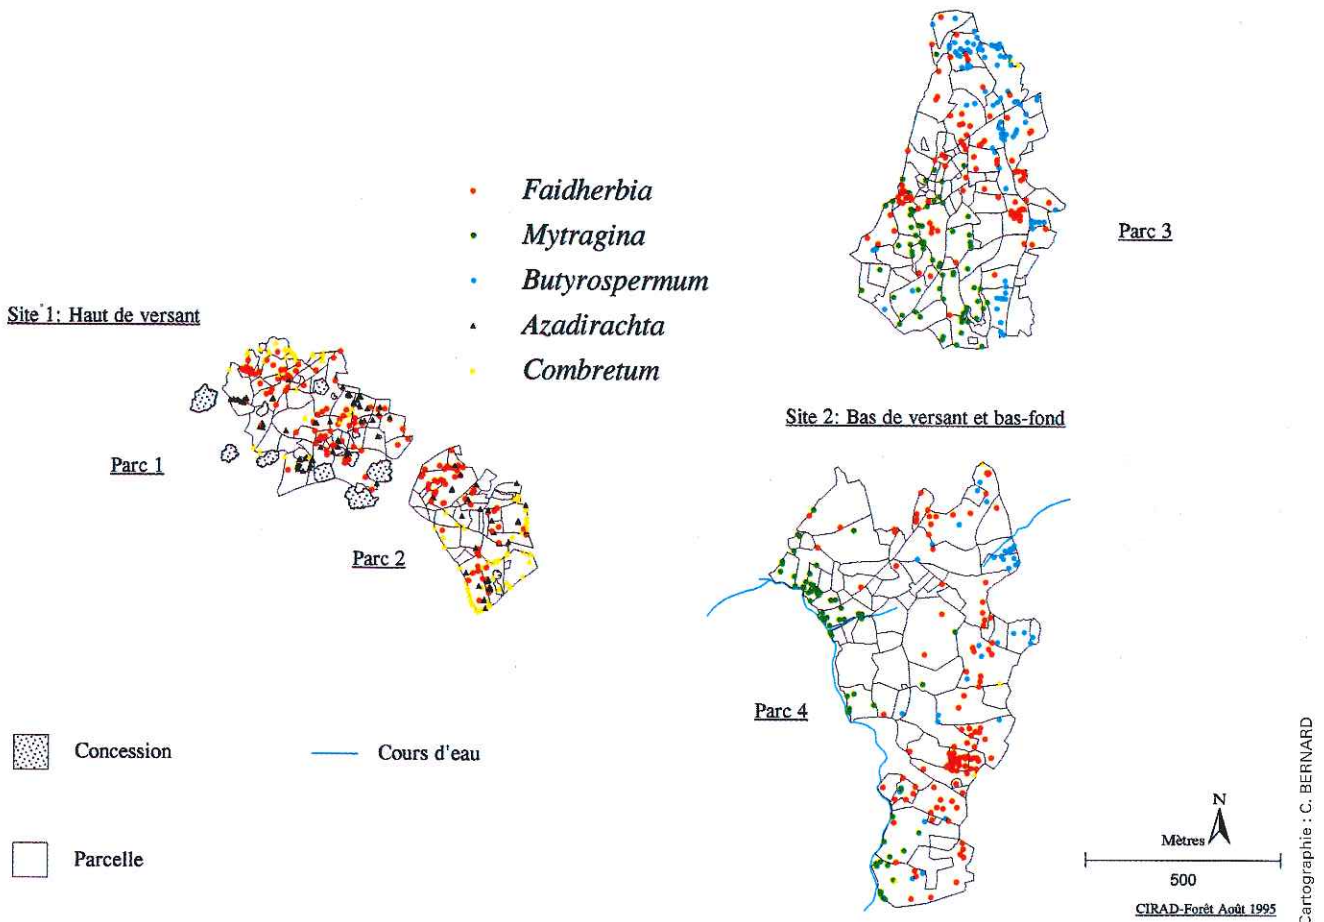 Faidherbia
Mytragina
Butyrospermum
Azadirachta
Combretum
Site 1: Haut de versant
Parc 1
Parc 2
Parc 3
Site 2: Bas de versant et bas-fond
Parc 4
Concession
Cours d'eau
Parcelle
N
Mètres
500
CIRAD-Forêt Août 1995
Cartographie : C. BERNARD